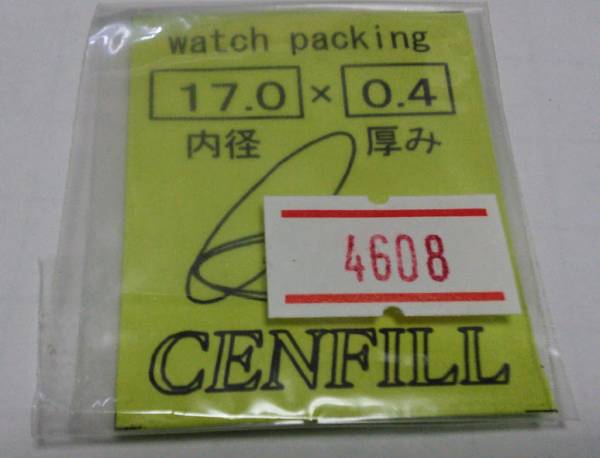 watch packing
17.0 × 0.4
内径 厚み
4608
CENFILL